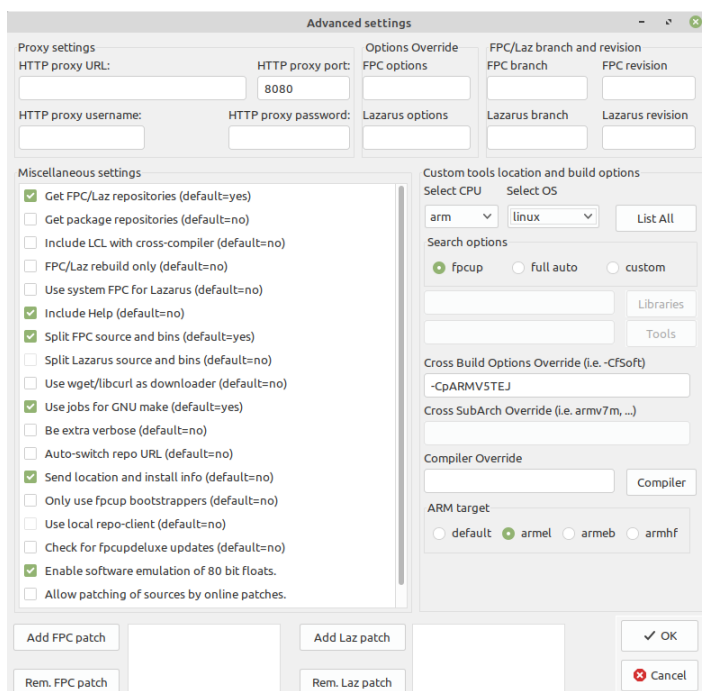 Advanced settings
Proxy settings
HTTP proxy URL:
HTTP proxy port:
8080
HTTP proxy username:
HTTP proxy password:
Options Override
FPC options
Lazarus options
FPC/Laz branch and revision
FPC branch
FPC revision
Lazarus branch
Lazarus revision
Miscellaneous settings
Get FPC/Laz repositories (default=yes)
Get package repositories (default=no)
Include LCL with cross-compiler (default=no)
FPC/Laz rebuild only (default=no)
Use system FPC for Lazarus (default=no)
Include Help (default=no)
Split FPC source and bins (default=yes)
Split Lazarus source and bins (default=no)
Use wget/libcurl as downloader (default=no)
Use jobs for GNU make (default=yes)
Be extra verbose (default=no)
Auto-switch repo URL (default=no)
Send location and install info (default=no)
Only use fpcup bootstrappers (default=no)
Use local repo-client (default=no)
Check for fpcupdeluxe updates (default=no)
Enable software emulation of 80 bit floats.
Allow patching of sources by online patches.
Custom tools location and build options
Select CPU
Select OS
arm
linux
List All
Search options
fpcup
full auto
custom
Libraries
Tools
Cross Build Options Override (i.e. -CfSoft)
-CpARMV5TEJ
Cross SubArch Override (i.e. armv7m, ...)
Compiler Override
Compiler
ARM target
default
armel
armeb
armhf
Add FPC patch
Rem. FPC patch
Add Laz patch
Rem. Laz patch
OK
Cancel